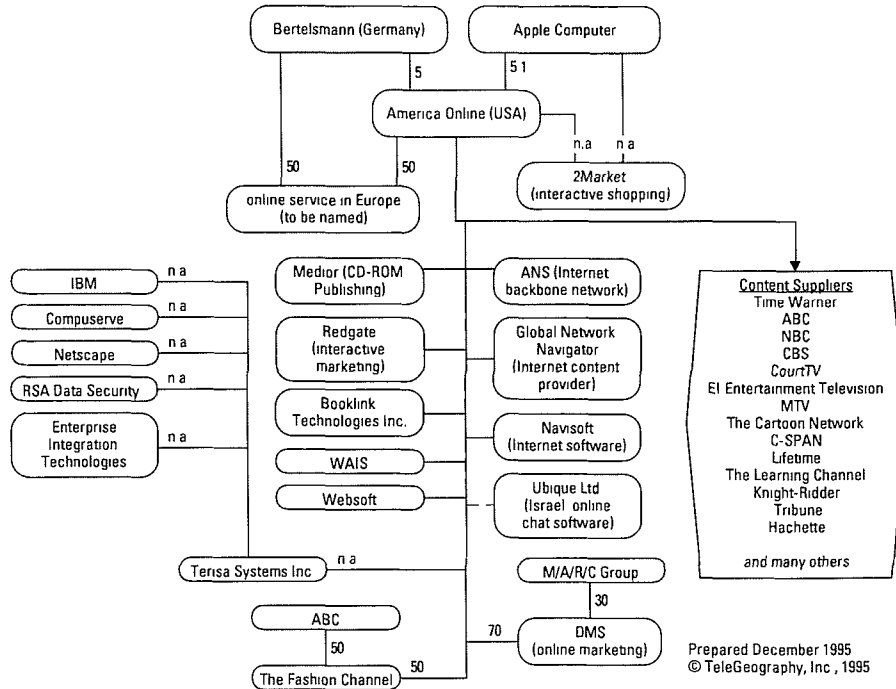 Bertelsmann (Germany)
Apple Computer
5
5 1
America Online (USA)
n.a
n a
50
50
2Market
(interactive shopping)
online service in Europe
(to be named)
IBM
n a
Compuserve
n a
Netscape
n a
RSA Data Security
n a
Enterprise
Integration
Technologies
n a
Medior (CD-ROM
Publishing)
ANS (Internet
backbone network)
Redgate
(interactive
marketing)
Global Network
Navigator
(Internet content
provider)
Booklink
Technologies Inc.
Navisoft
(Internet software)
WAIS
Websoft
Ubique Ltd
(Israel online
chat software)
Content Suppliers
Time Warner
ABC
NBC
CBS
CourtTV
E! Entertainment Television
MTV
The Cartoon Network
C-SPAN
Lifetime
The Learning Channel
Knight-Ridder
Tribune
Hachette
and many others
Terisa Systems Inc
n a
M/A/R/C Group
30
ABC
50
70
DMS
(online marketing)
The Fashion Channel
50
Prepared December 1995
© TeleGeography, Inc , 1995